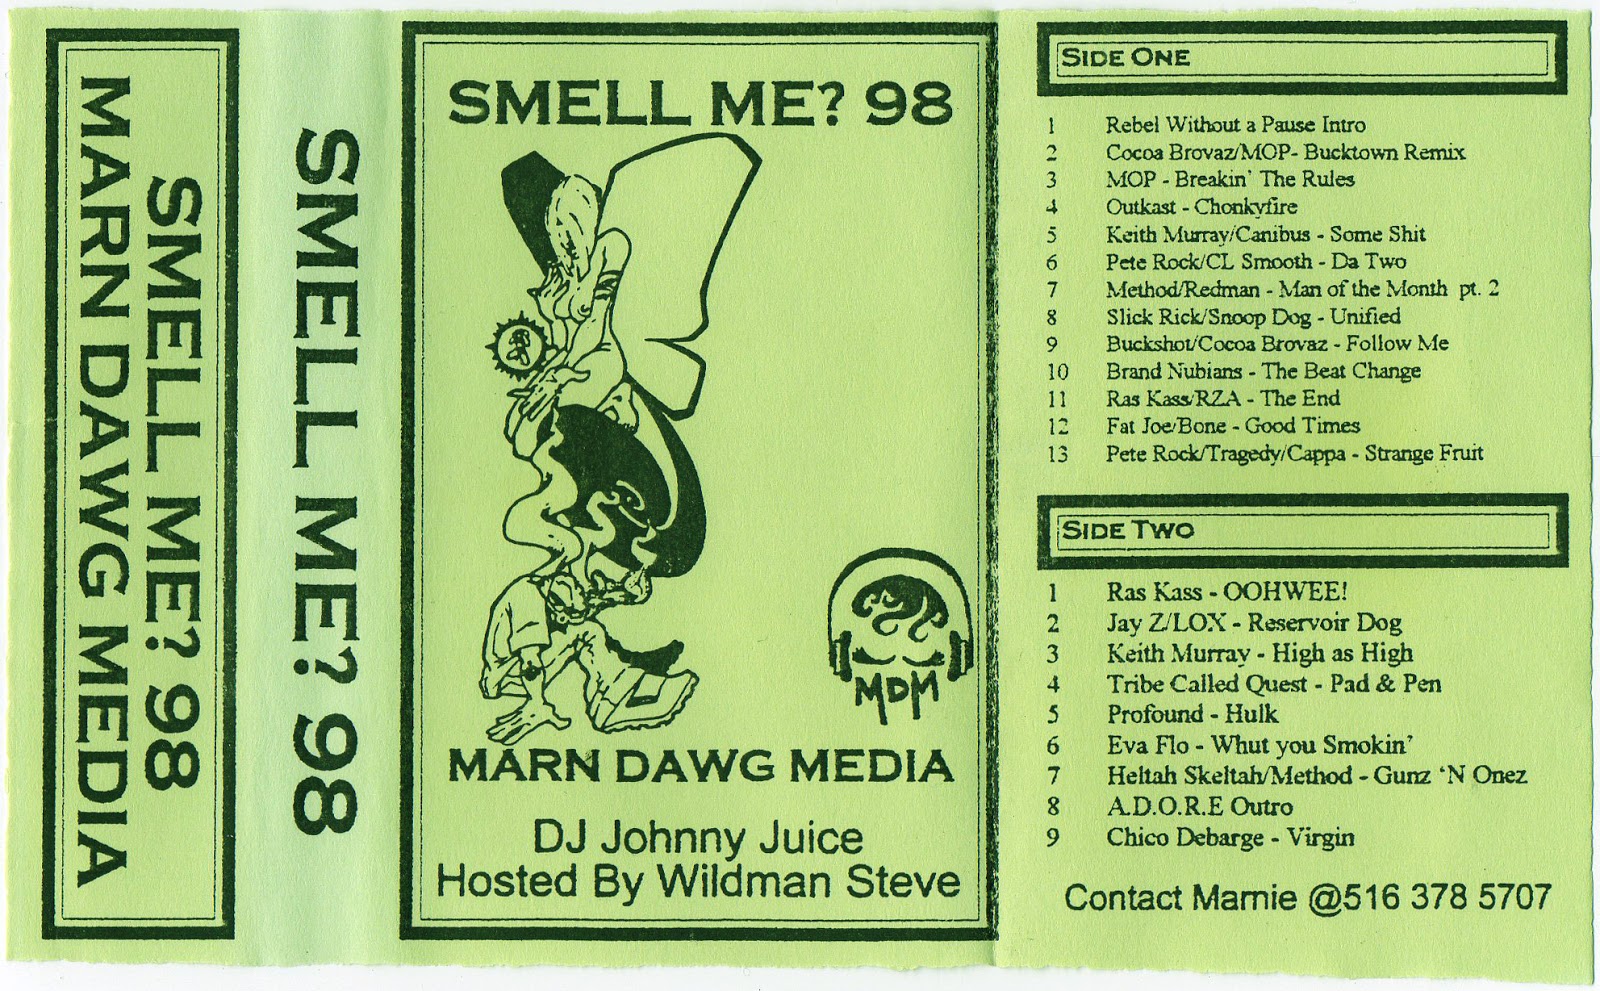 SMELL ME? 98
MARN DAWG MEDIA
SMELL ME? 98
SMELL ME? 98
MDM
MARN DAWG MEDIA
DJ Johnny Juice
Hosted By Wildman Steve
SIDE ONE
1 Rebel Without a Pause Intro
2 Cocoa Brovaz/MOP- Bucktown Remix
3 MOP - Breakin' The Rules
4 Outkast - Chonkyfire
5 Keith Murray/Canibus - Some Shit
6 Pete Rock/CL Smooth - Da Two
7 Method/Redman - Man of the Month pt. 2
8 Slick Rick/Snoop Dog - Unified
9 Buckshot/Cocoa Brovaz - Follow Me
10 Brand Nubians - The Beat Change
11 Ras Kass/RZA - The End
12 Fat Joe/Bone - Good Times
13 Pete Rock/Tragedy/Cappa - Strange Fruit
SIDE TWO
1 Ras Kass - OOHWEE!
2 Jay Z/LOX - Reservoir Dog
3 Keith Murray - High as High
4 Tribe Called Quest - Pad & Pen
5 Profound - Hulk
6 Eva Flo - Whut you Smokin'
7 Heltah Skeltah/Method - Gunz 'N Onez
8 A.D.O.R.E Outro
9 Chico Debarge - Virgin
Contact Marnie @516 378 5707